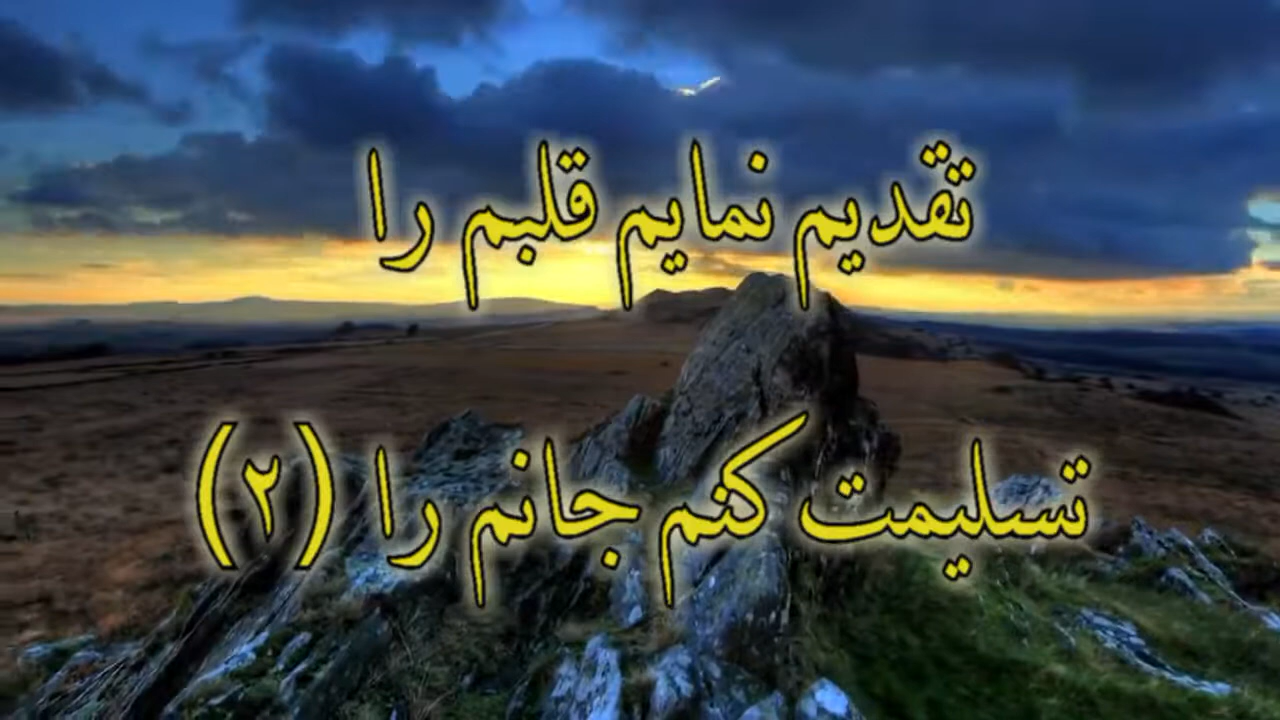 تقدیم نمایم قلبم را
تسلیمت کنم جانم را (۲)